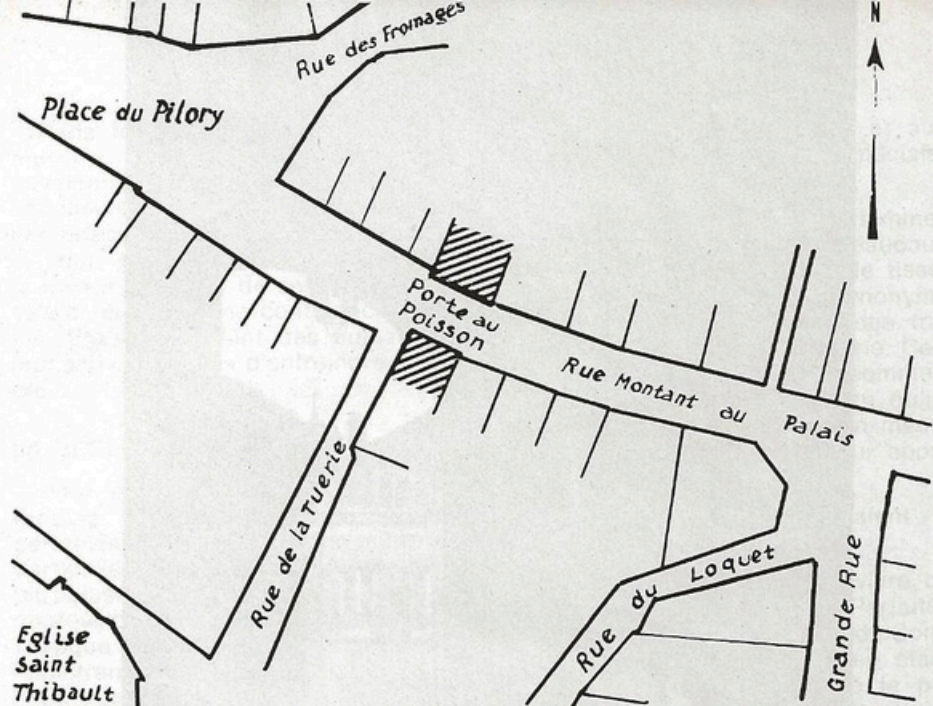 N
Rue des Fromages
Place du Pilory
Porte au
Poisson
Rue Montant au Palais
Rue de la Tuerie
Rue du Loquet
Grande Rue
Eglise
Saint
Thibault